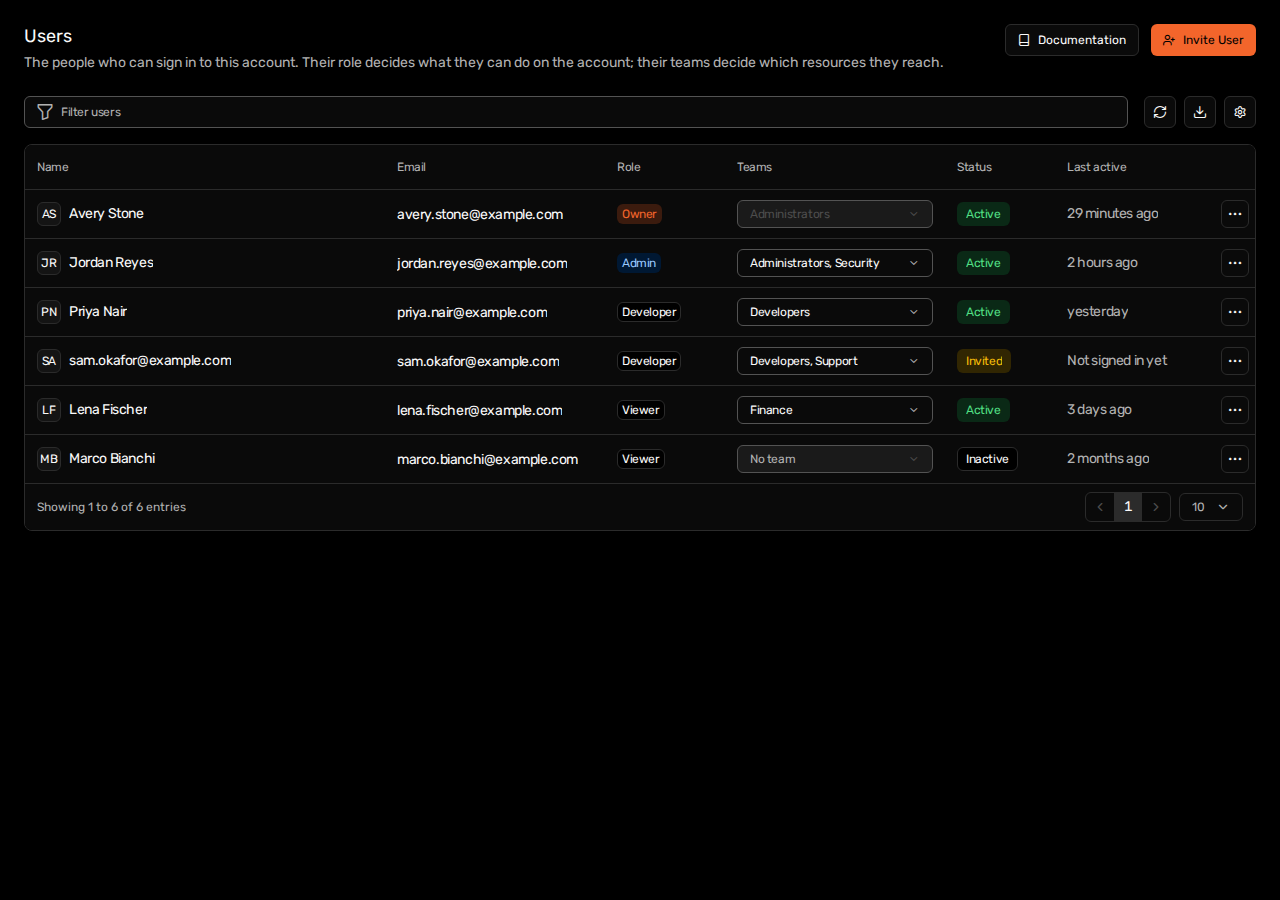 Users
The people who can sign in to this account. Their role decides what they can do on the account; their teams decide which resources they reach.
Documentation
Invite User
Filter users
Name Email Role Teams Status Last active
AS Avery Stone avery.stone@example.com Owner Administrators Active 29 minutes ago
JR Jordan Reyes jordan.reyes@example.com Admin Administrators, Security Active 2 hours ago
PN Priya Nair priya.nair@example.com Developer Developers Active yesterday
SA sam.okafor@example.com sam.okafor@example.com Developer Developers, Support Invited Not signed in yet
LF Lena Fischer lena.fischer@example.com Viewer Finance Active 3 days ago
MB Marco Bianchi marco.bianchi@example.com Viewer No team Inactive 2 months ago
Showing 1 to 6 of 6 entries 1 10